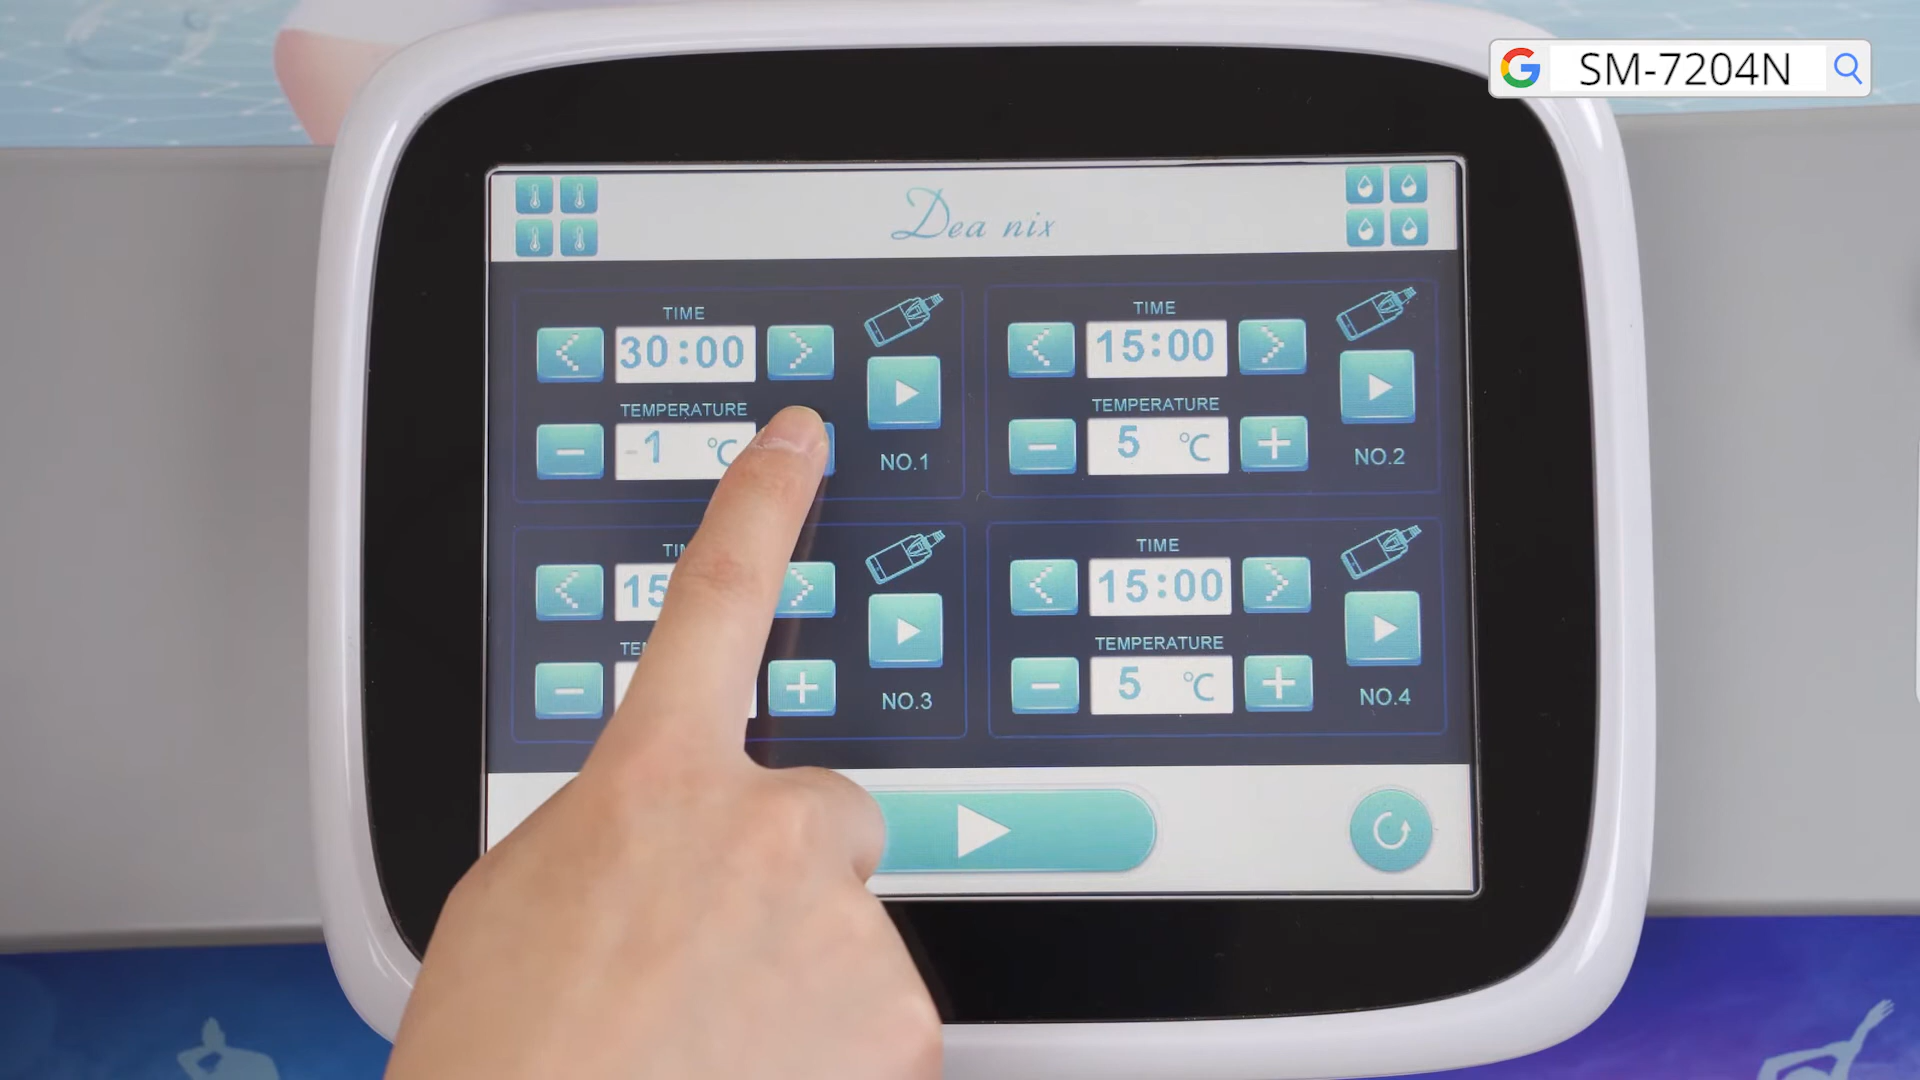 SM-7204N
Dea nix
TIME
30:00
TEMPERATURE
-1 °C
NO.1
TIME
15:00
TEMPERATURE
5 °C
NO.2
15
NO.3
TIME
15:00
TEMPERATURE
5 °C
NO.4